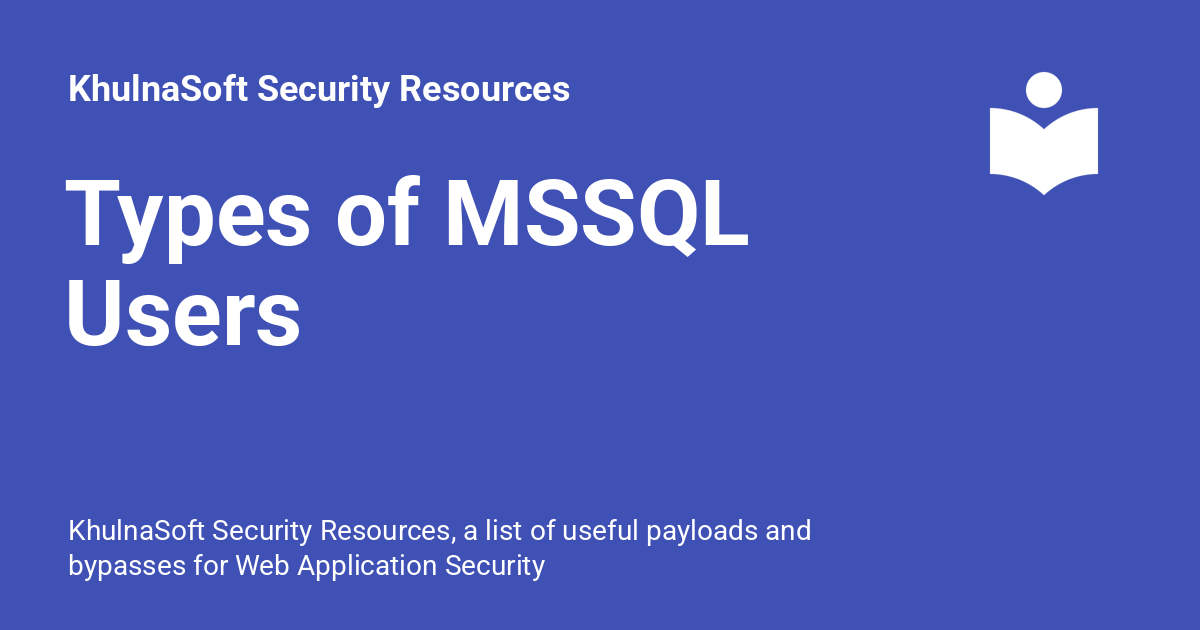 KhulnaSoft Security Resources
Types of MSSQL
Users
KhulnaSoft Security Resources, a list of useful payloads and
bypasses for Web Application Security